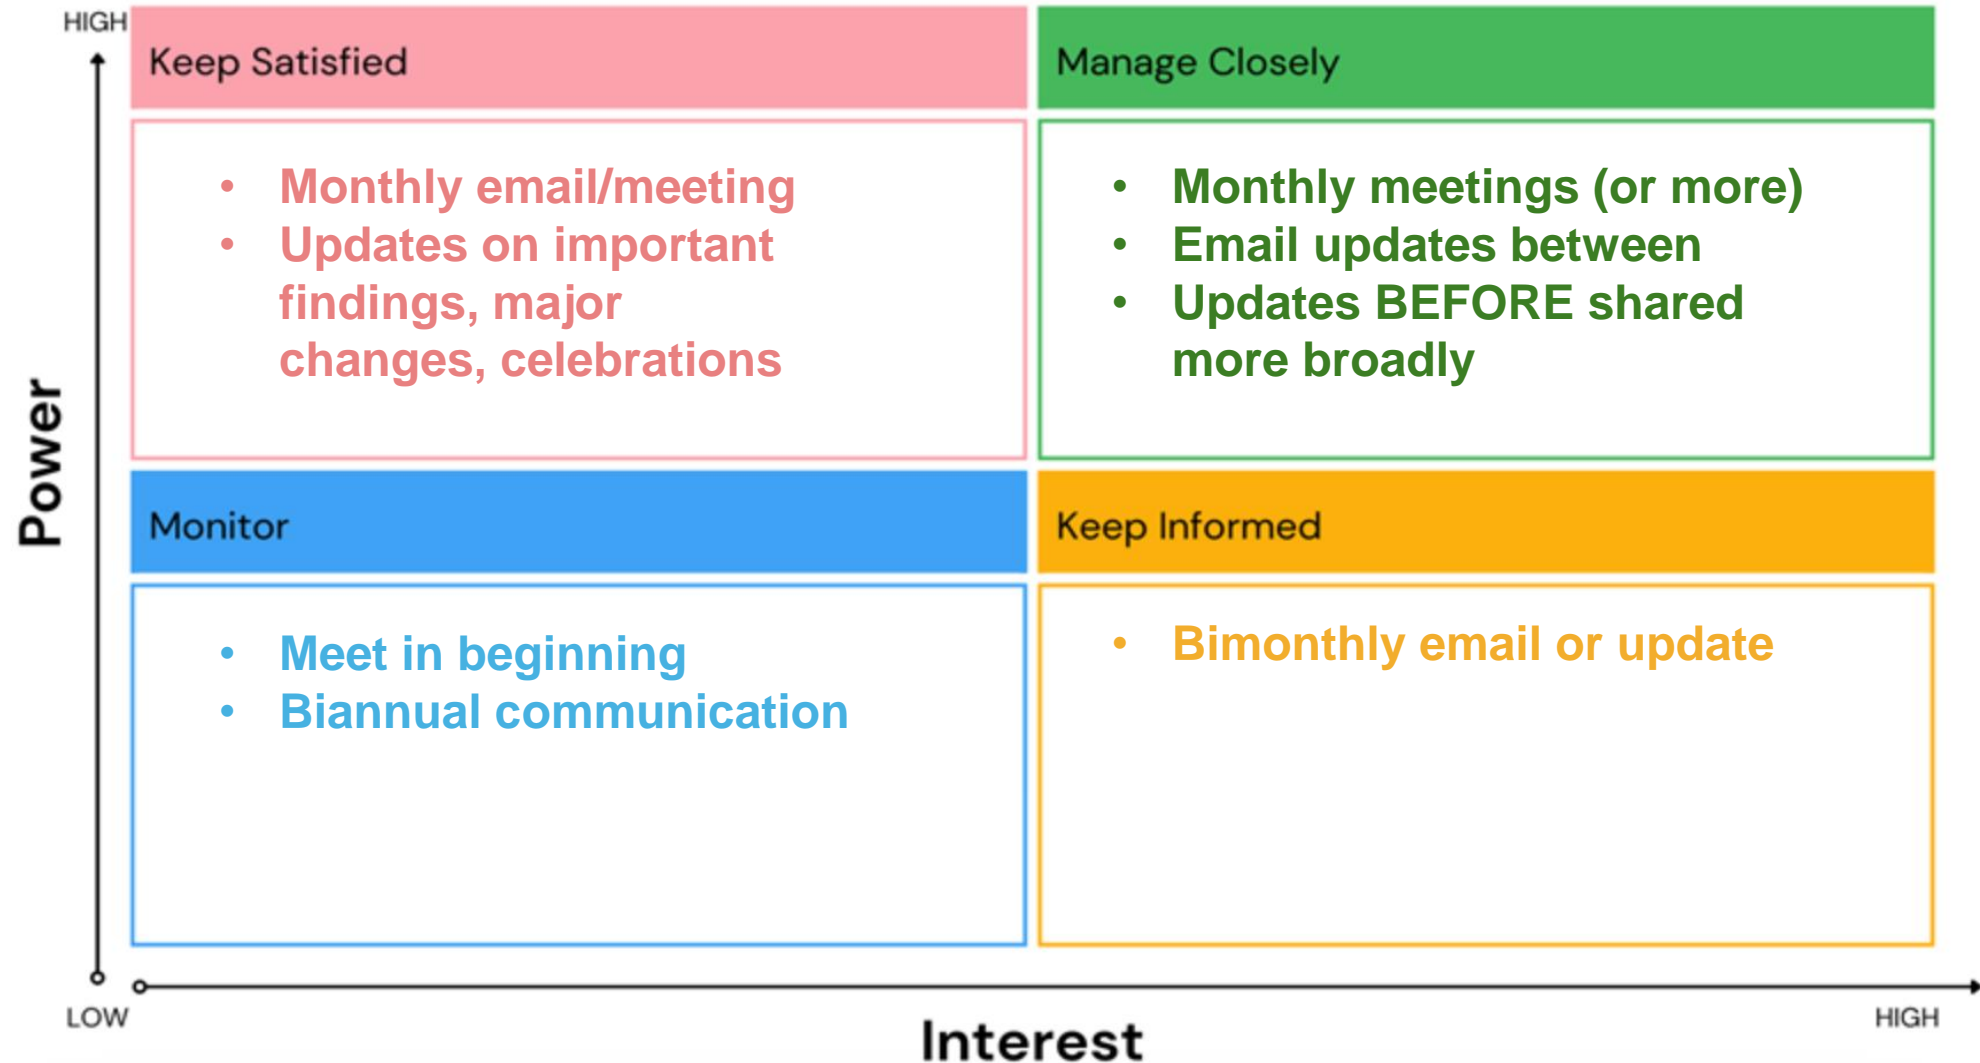 HIGH
Keep Satisfied
• Monthly email/meeting
• Updates on important
findings, major
changes, celebrations
Manage Closely
• Monthly meetings (or more)
• Email updates between
• Updates BEFORE shared
more broadly
Power
Monitor
• Meet in beginning
• Biannual communication
Keep Informed
• Bimonthly email or update
LOW
HIGH
Interest